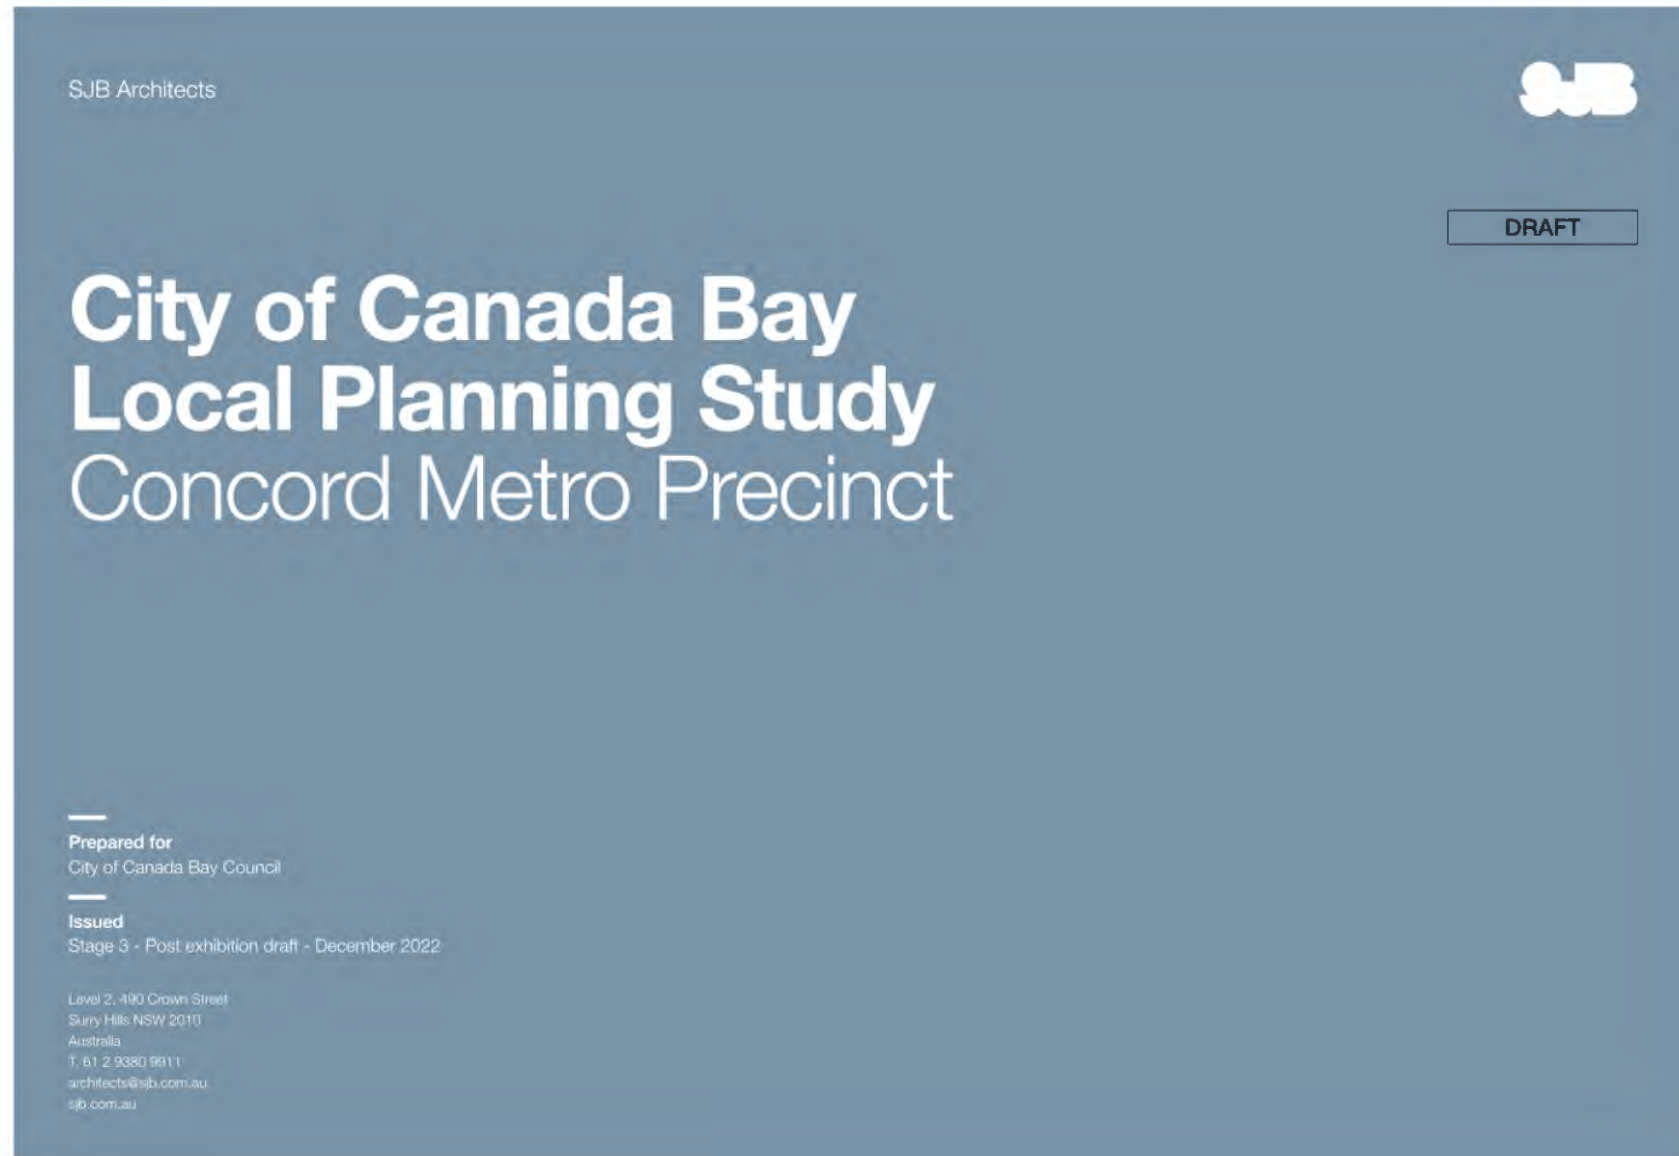 SJB Architects
SJB
DRAFT
City of Canada Bay
Local Planning Study
Concord Metro Precinct
Prepared for
City of Canada Bay Council
Issued
Stage 3 - Post exhibition draft - December 2022
Level 2, 490 Crown Street
Surry Hills NSW 2010
Australia
T. 61 2 9380 9911
architects@sjb.com.au
sjb.com.au